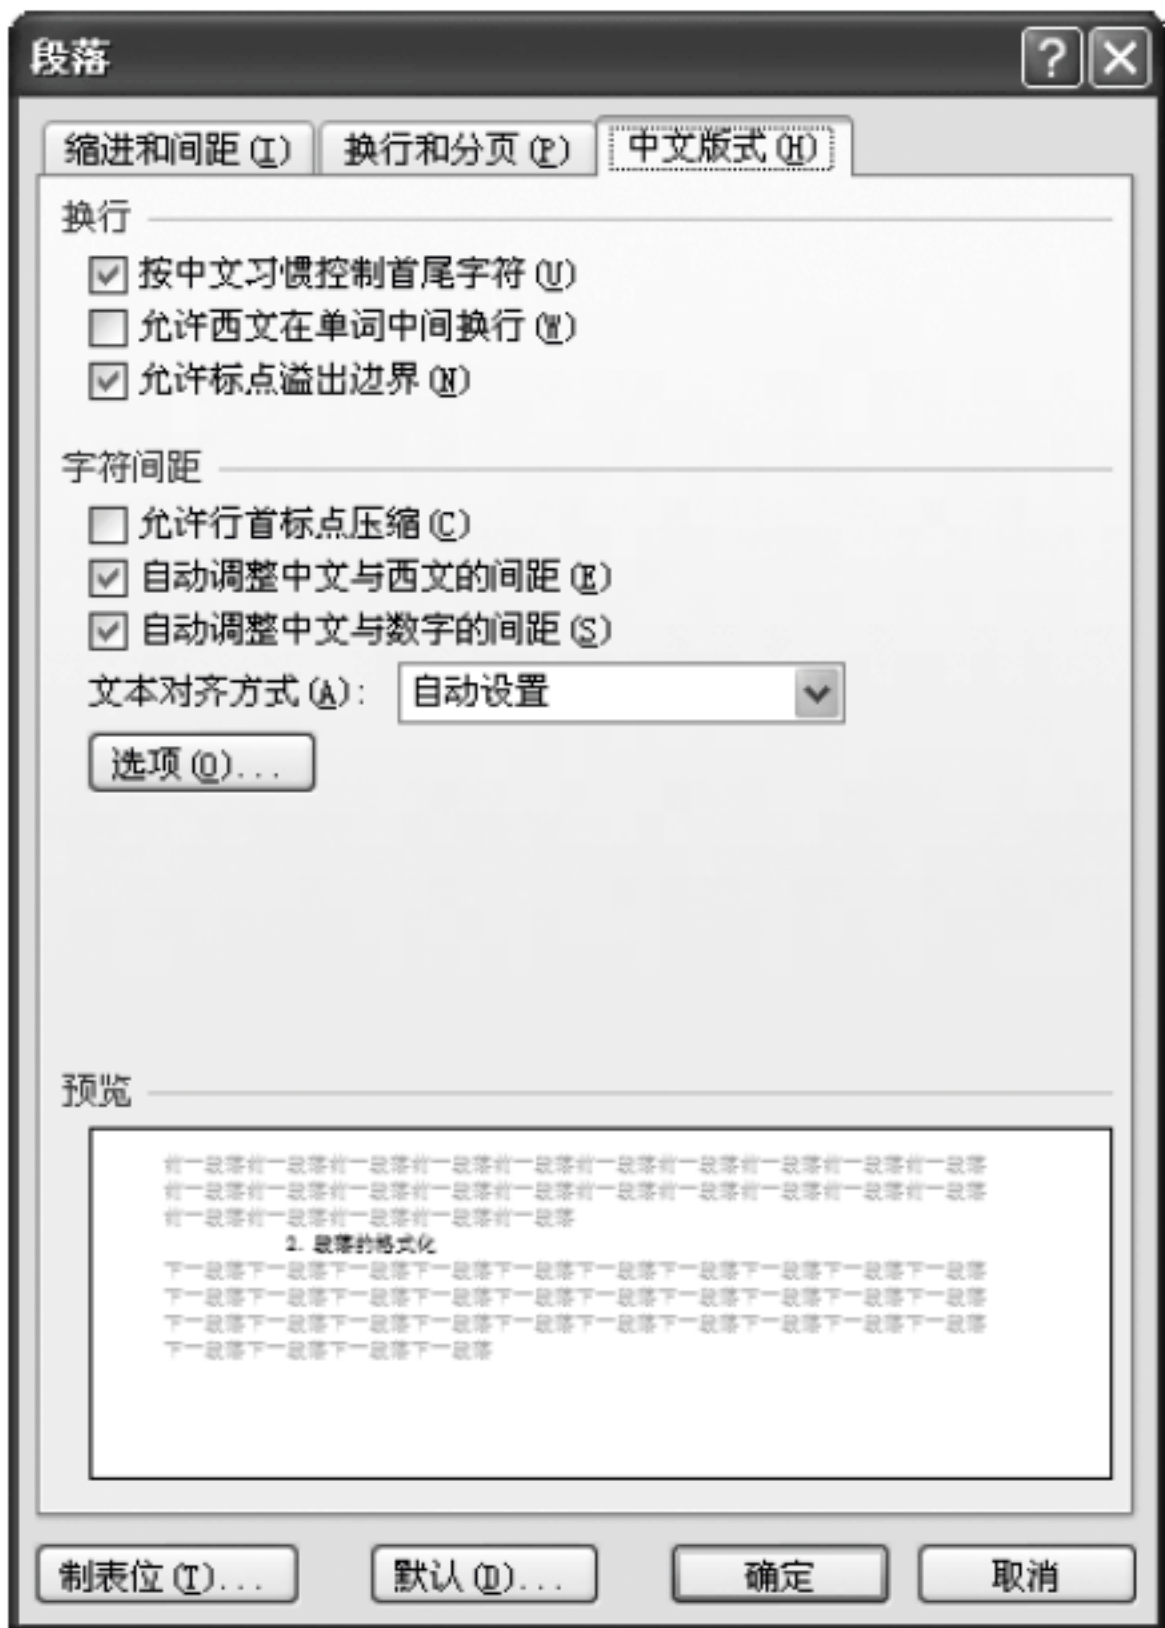 段落
缩进和间距(I) 换行和分页(P) 中文版式(H)
换行
按中文习惯控制首尾字符(U)
允许西文在单词中间换行(W)
允许标点溢出边界(N)
字符间距
允许行首标点压缩(C)
自动调整中文与西文的间距(E)
自动调整中文与数字的间距(S)
文本对齐方式(A): 自动设置
选项(O)...
预览
前一段落前一段落前一段落前一段落前一段落前一段落前一段落前一段落前一段落前一段落
前一段落前一段落前一段落前一段落前一段落前一段落前一段落前一段落前一段落前一段落
前一段落前一段落前一段落前一段落前一段落
2. 段落的格式化
下一段落下一段落下一段落下一段落下一段落下一段落下一段落下一段落下一段落下一段落
下一段落下一段落下一段落下一段落下一段落下一段落下一段落下一段落下一段落下一段落
下一段落下一段落下一段落下一段落下一段落下一段落下一段落下一段落下一段落下一段落
下一段落下一段落下一段落下一段落
制表位(T)... 默认(D)... 确定 取消